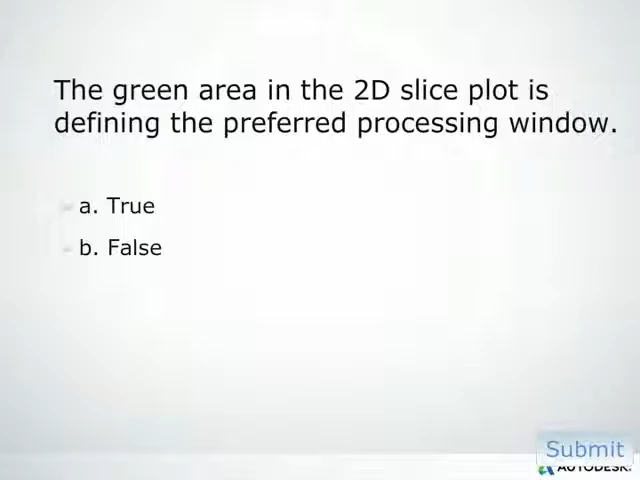 The green area in the 2D slice plot is
defining the preferred processing window.
a. True
b. False
Submit
AUTODESK.